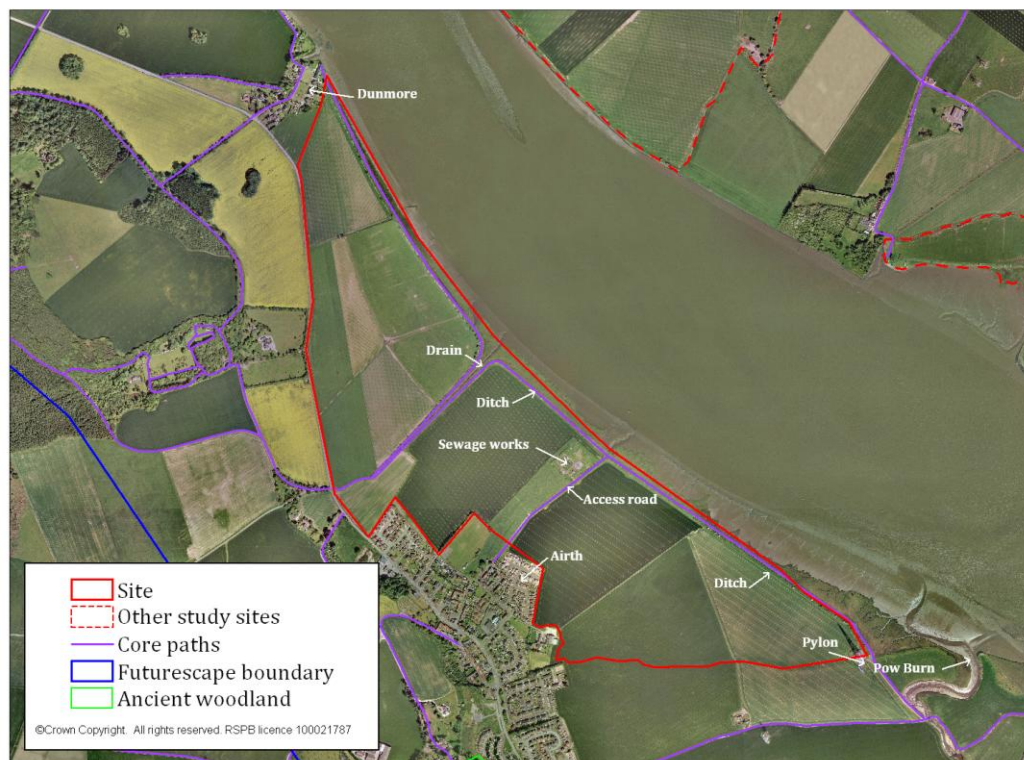 Dunmore
Drain
Ditch
Sewage works
Access road
Airth
Ditch
Pylon
Pow Burn
Site
Other study sites
Core paths
Futurescape boundary
Ancient woodland
©Crown Copyright. All rights reserved. RSPB licence 100021787